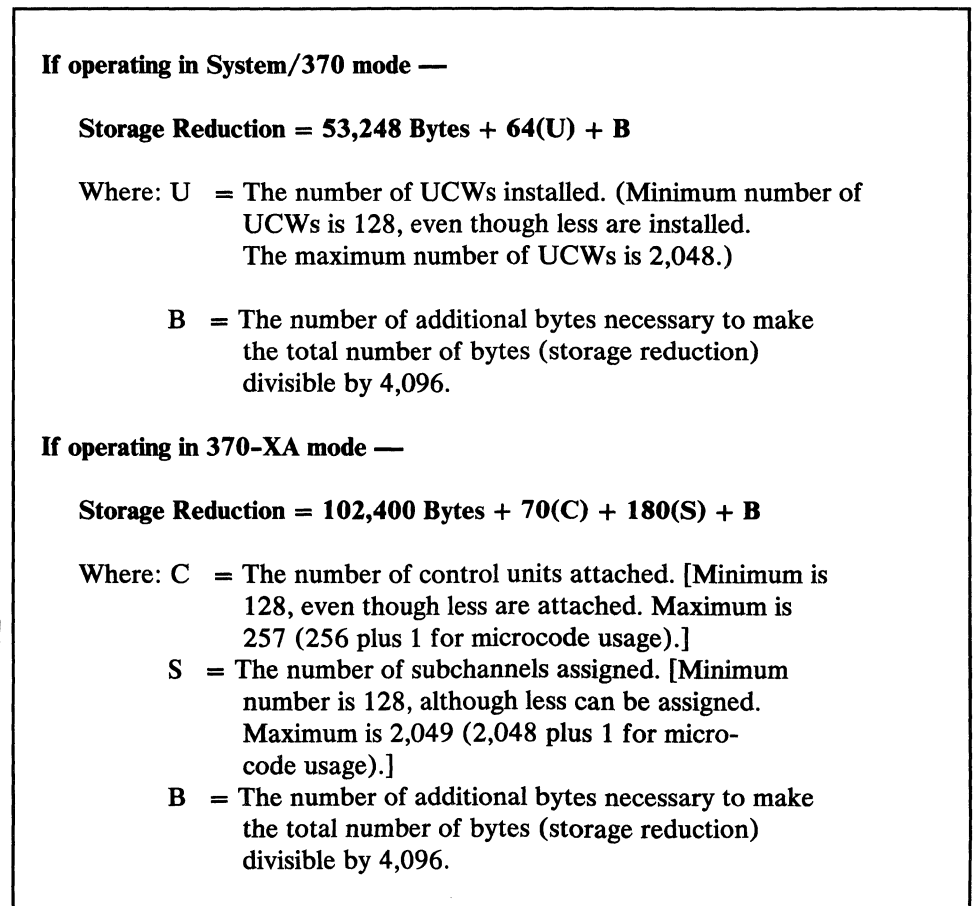 If operating in System/370 mode —
Storage Reduction = 53,248 Bytes + 64(U) + B
Where: U = The number of UCWs installed. (Minimum number of
UCWs is 128, even though less are installed.
The maximum number of UCWs is 2,048.)
B = The number of additional bytes necessary to make
the total number of bytes (storage reduction)
divisible by 4,096.
If operating in 370-XA mode —
Storage Reduction = 102,400 Bytes + 70(C) + 180(S) + B
Where: C = The number of control units attached. [Minimum is
128, even though less are attached. Maximum is
257 (256 plus 1 for microcode usage).]
S = The number of subchannels assigned. [Minimum
number is 128, although less can be assigned.
Maximum is 2,049 (2,048 plus 1 for micro-
code usage).]
B = The number of additional bytes necessary to make
the total number of bytes (storage reduction)
divisible by 4,096.